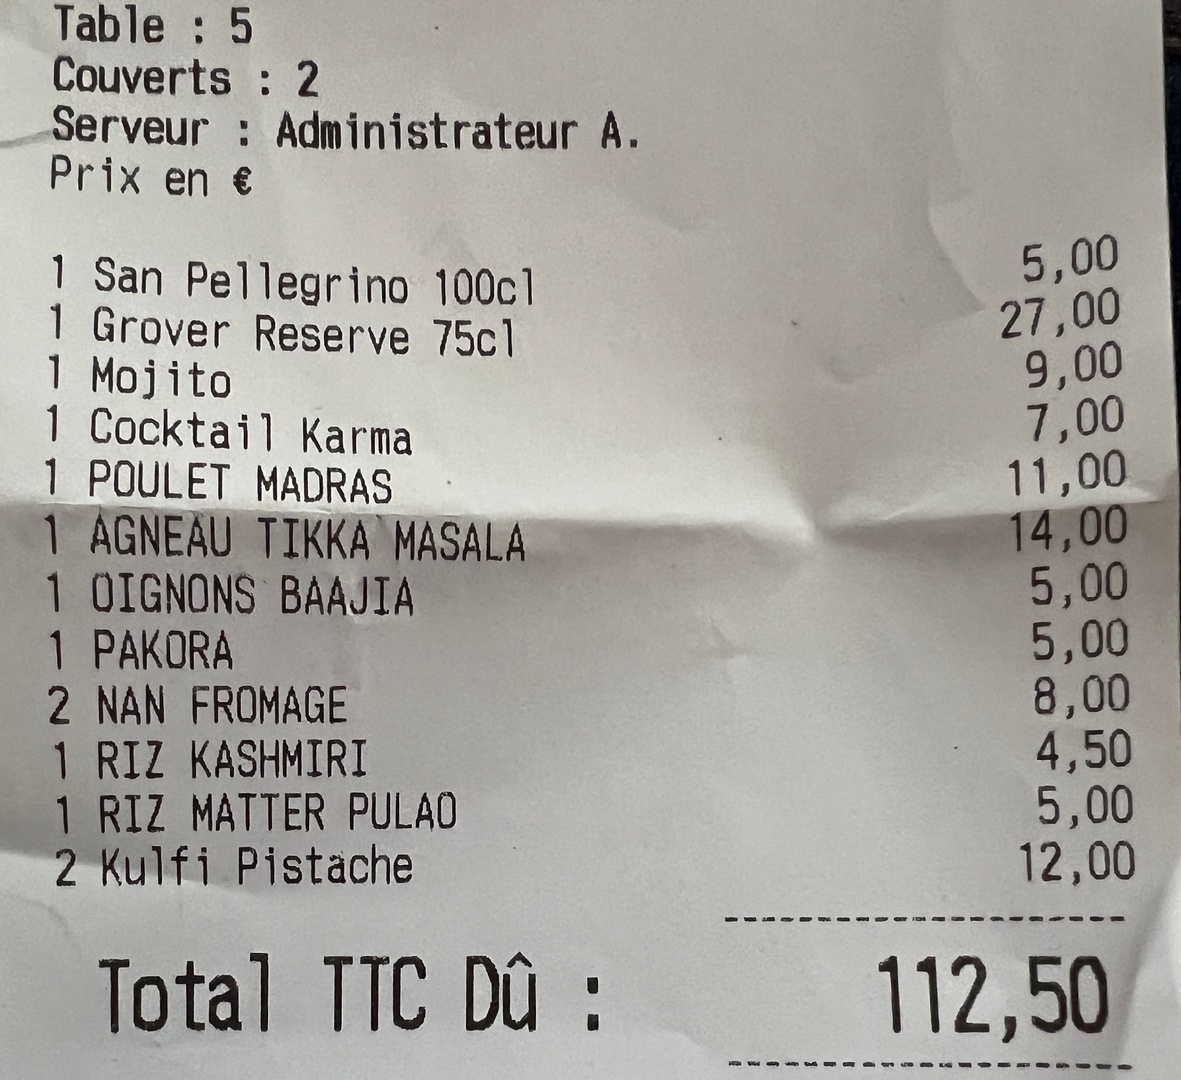 Table : 5
Couverts : 2
Serveur : Administrateur A.
Prix en €
1 San Pellegrino 100cl 5,00
1 Grover Reserve 75cl 27,00
1 Mojito 9,00
1 Cocktail Karma 7,00
1 POULET MADRAS 11,00
1 AGNEAU TIKKA MASALA 14,00
1 OIGNONS BAAJIA 5,00
1 PAKORA 5,00
2 NAN FROMAGE 8,00
1 RIZ KASHMIRI 4,50
1 RIZ MATTER PULAO 5,00
2 Kulfi Pistache 12,00
Total TTC Dû : 112,50